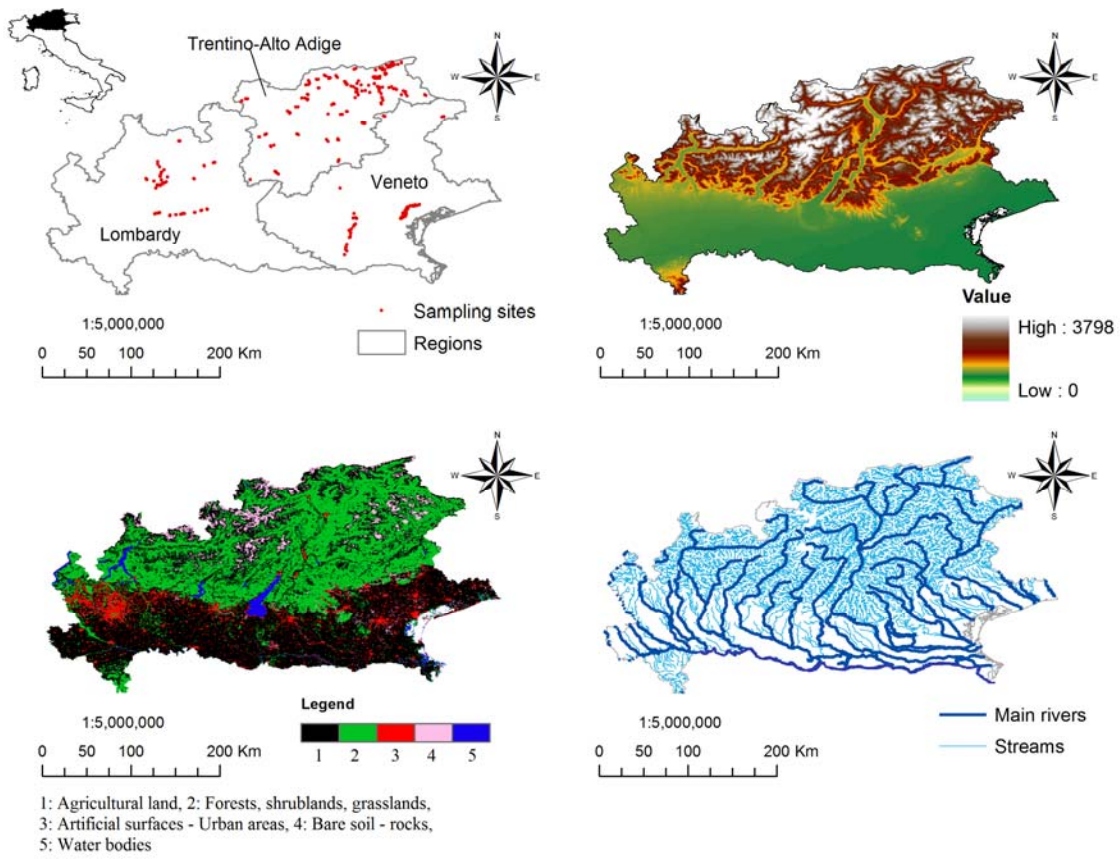 Trentino-Alto Adige
Veneto
Lombardy
N
W E
S
Sampling sites
Regions
1:5,000,000
0 50 100 200 Km
N
W E
S
Value
High : 3798
Low : 0
1:5,000,000
0 50 100 200 Km
N
W E
S
Legend
1 2 3 4 5
1:5,000,000
0 50 100 200 Km
1: Agricultural land, 2: Forests, shrublands, grasslands,
3: Artificial surfaces - Urban areas, 4: Bare soil - rocks,
5: Water bodies
N
W E
S
Main rivers
Streams
1:5,000,000
0 50 100 200 Km